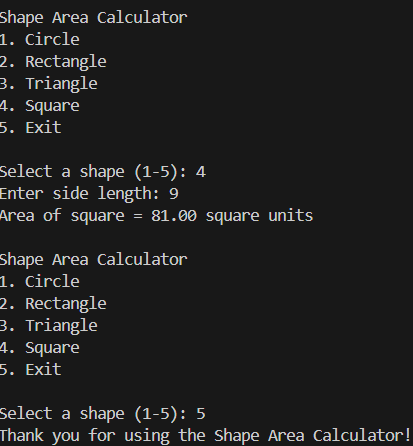 Shape Area Calculator
1. Circle
2. Rectangle
3. Triangle
4. Square
5. Exit
Select a shape (1-5): 4
Enter side length: 9
Area of square = 81.00 square units
Shape Area Calculator
1. Circle
2. Rectangle
3. Triangle
4. Square
5. Exit
Select a shape (1-5): 5
Thank you for using the Shape Area Calculator!